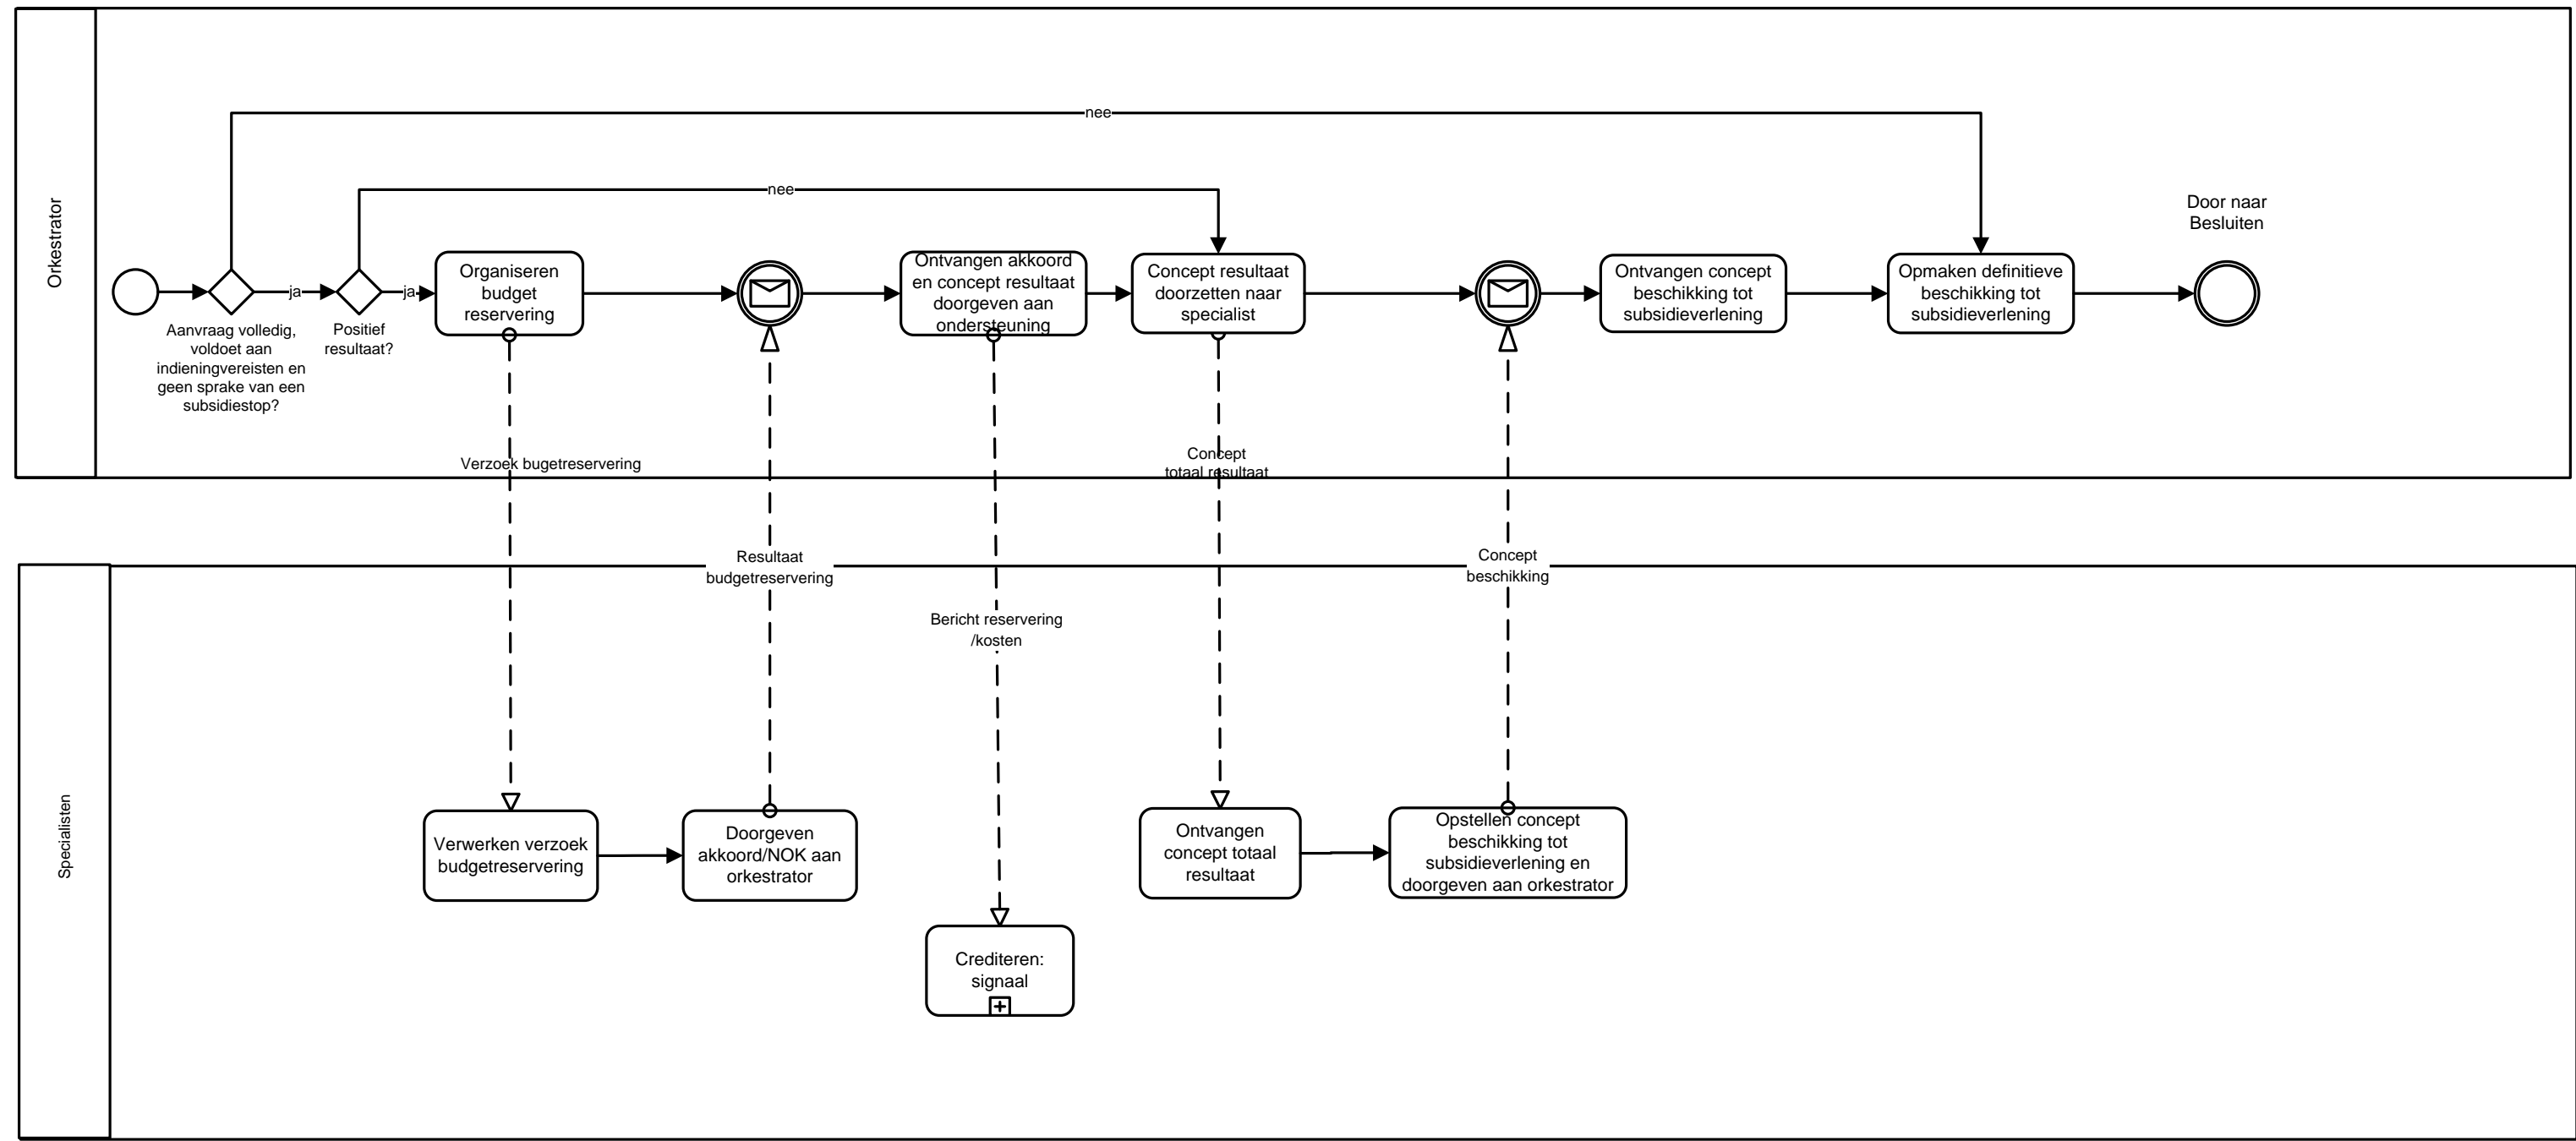 Orkestrator
nee
nee
Door naar
Besluiten
Organiseren
budget
reservering
Ontvangen akkoord
en concept resultaat
doorgeven aan
ondersteuning
Concept resultaat
doorzetten naar
specialist
Ontvangen concept
beschikking tot
subsidieverlening
Opmaken definitieve
beschikking tot
subsidieverlening
ja
ja
Aanvraag volledig,
voldoet aan
indieningvereisten en
geen sprake van een
subsidiestop?
Positief
resultaat?
Verzoek bugetreservering
Concept
totaal resultaat
Resultaat
budgetreservering
Concept
beschikking
Bericht reservering
/kosten
Specialisten
Verwerken verzoek
budgetreservering
Doorgeven
akkoord/NOK aan
orkestrator
Ontvangen
concept totaal
resultaat
Opstellen concept
beschikking tot
subsidieverlening en
doorgeven aan orkestrator
Crediteren:
signaal